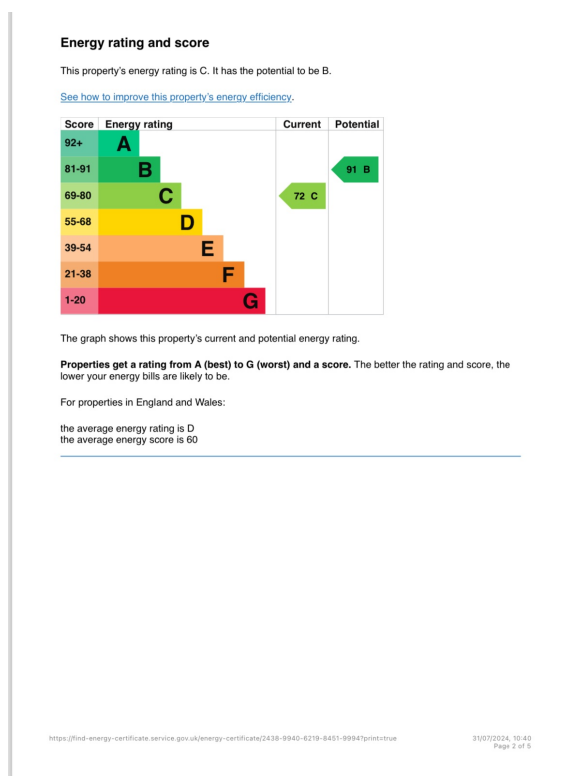 Energy rating and score
This property's energy rating is C. It has the potential to be B.
See how to improve this property's energy efficiency.
Score Energy rating Current Potential
92+ A
81-91 B 91 B
69-80 C 72 C
55-68 D
39-54 E
21-38 F
1-20 G
The graph shows this property's current and potential energy rating.
Properties get a rating from A (best) to G (worst) and a score. The better the rating and score, the
lower your energy bills are likely to be.
For properties in England and Wales:
the average energy rating is D
the average energy score is 60
https://find-energy-certificate.service.gov.uk/energy-certificate/2438-9940-6219-8451-9894?print=true 31/07/2024, 10:40
Page 2 of 5